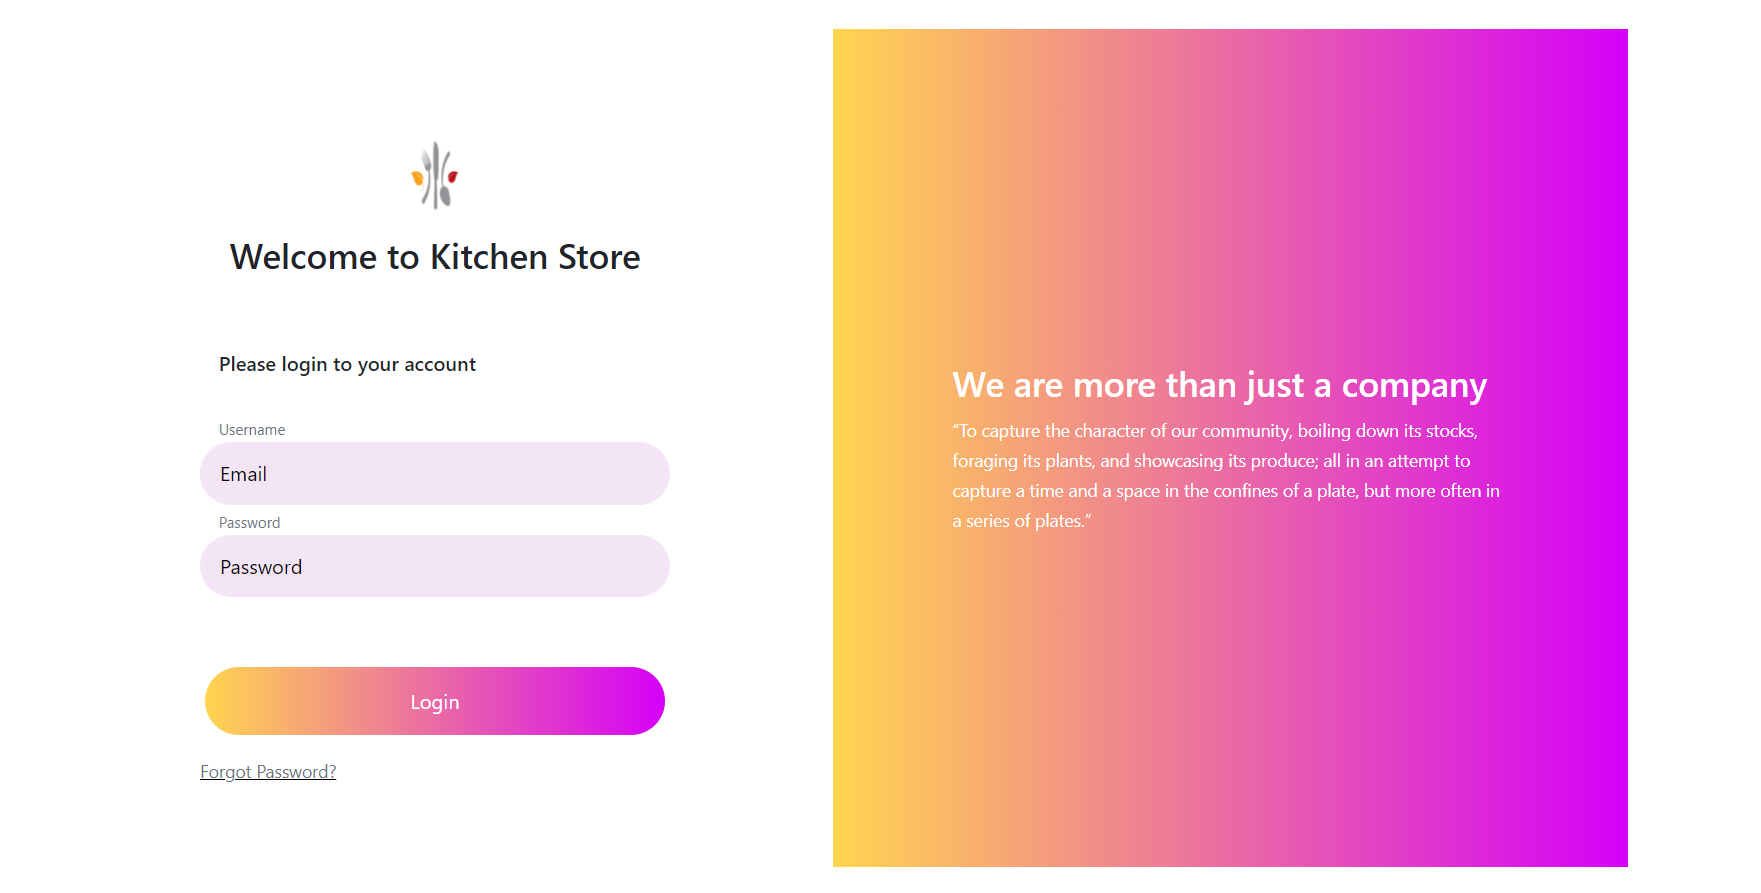 Welcome to Kitchen Store
Please login to your account
Username
Email
Password
Password
Login
Forgot Password?
We are more than just a company
“To capture the character of our community, boiling down its stocks,
foraging its plants, and showcasing its produce; all in an attempt to
capture a time and a space in the confines of a plate, but more often in
a series of plates.”